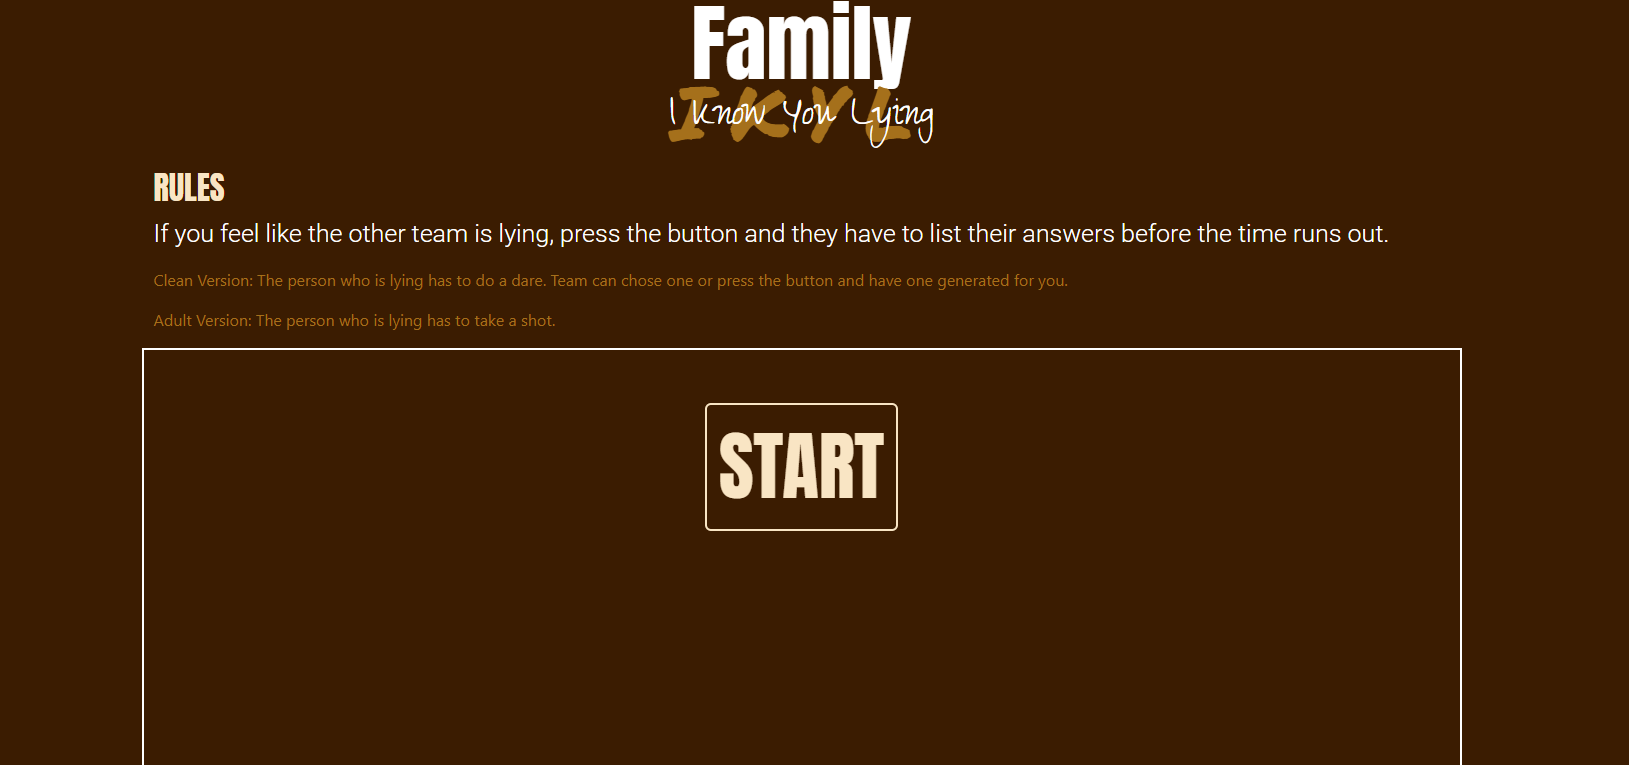 Family
IKYL
I Know You Lying
RULES
If you feel like the other team is lying, press the button and they have to list their answers before the time runs out.
Clean Version: The person who is lying has to do a dare. Team can chose one or press the button and have one generated for you.
Adult Version: The person who is lying has to take a shot.
START